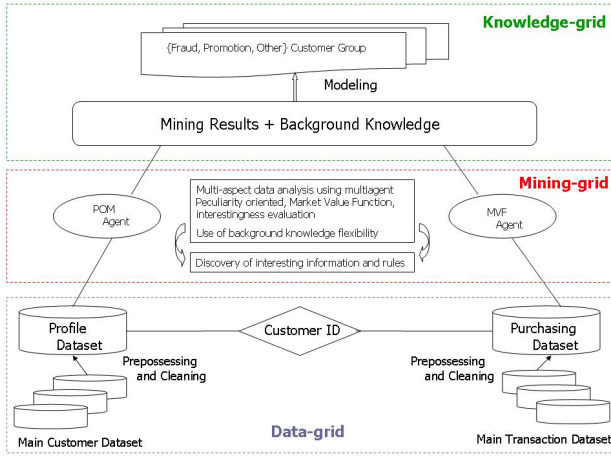 Knowledge-grid
{Fraud, Promotion, Other} Customer Group
Modeling
Mining Results + Background Knowledge
Mining-grid
Multi-aspect data analysis using multiagent
Peculiarity oriented, Market Value Function,
interestingness evaluation
Use of background knowledge flexibility
POM
Agent
MVF
Agent
Discovery of interesting information and rules
Profile
Dataset
Customer ID
Purchasing
Dataset
Prepossessing
and Cleaning
Prepossessing
and Cleaning
Main Customer Dataset
Data-grid
Main Transaction Dataset